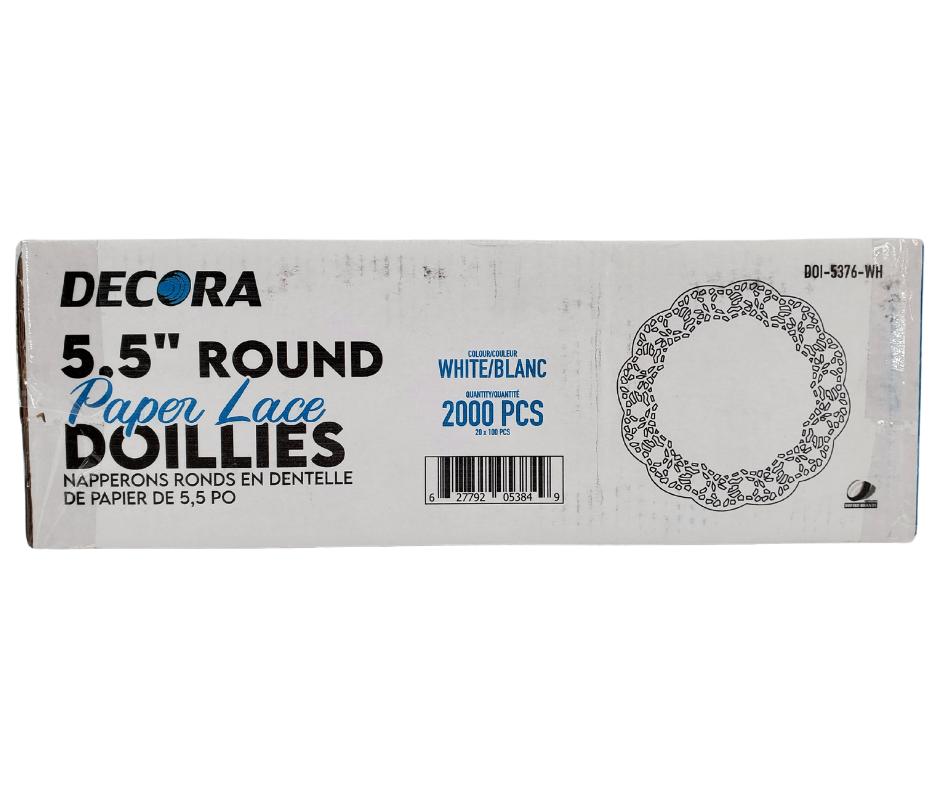 DECORA
5.5" ROUND
Paper Lace
DOILLIES
NAPPERONS RONDS EN DENTELLE
DE PAPIER DE 5,5 PO
COLOUR/COULEUR
WHITE/BLANC
QUANTITY/QUANTITÉ
2000 PCS
20 x 100 PCS
6 27792 05384 9
DOI-5376-WH